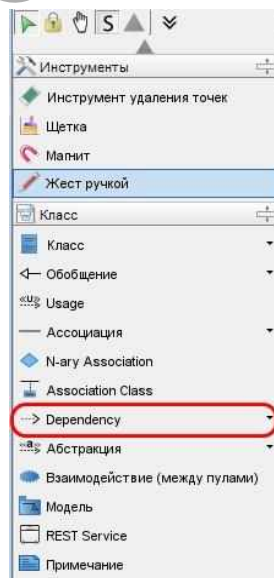 S
Инструменты
Инструмент удаления точек
Щетка
Магнит
Жест ручкой
Класс
Класс
Обобщение
«U» Usage
Ассоциация
N-ary Association
Association Class
Dependency
«a» Абстракция
Взаимодействие (между пулами)
Модель
REST Service
Примечание